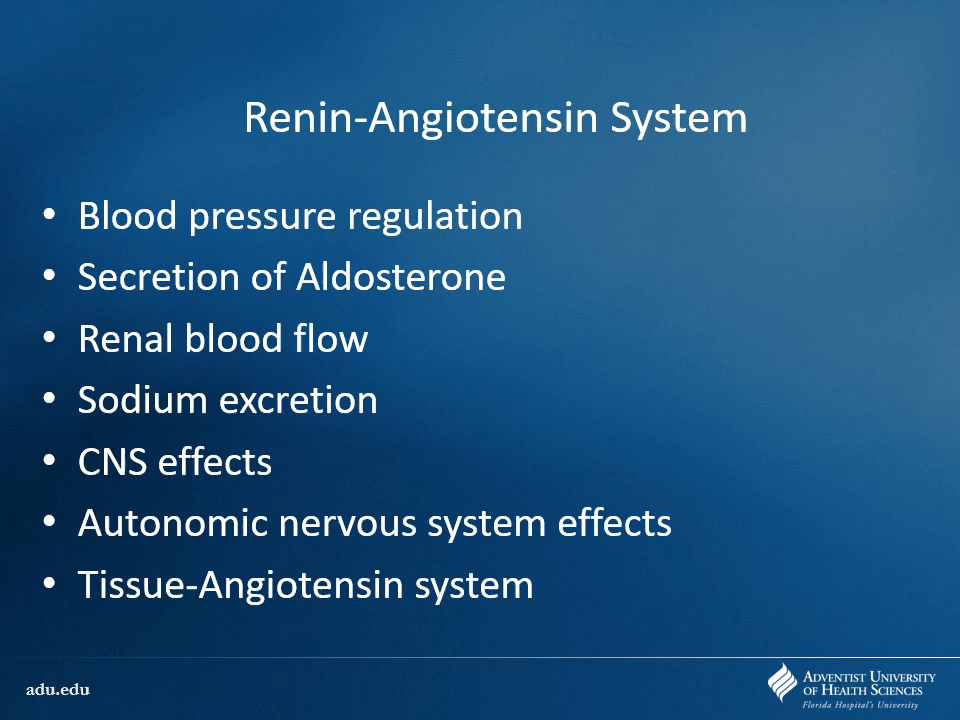 Renin-Angiotensin System
• Blood pressure regulation
• Secretion of Aldosterone
• Renal blood flow
• Sodium excretion
• CNS effects
• Autonomic nervous system effects
• Tissue-Angiotensin system
adu.edu
ADVENTIST UNIVERSITY
OF HEALTH SCIENCES
Florida Hospital's University